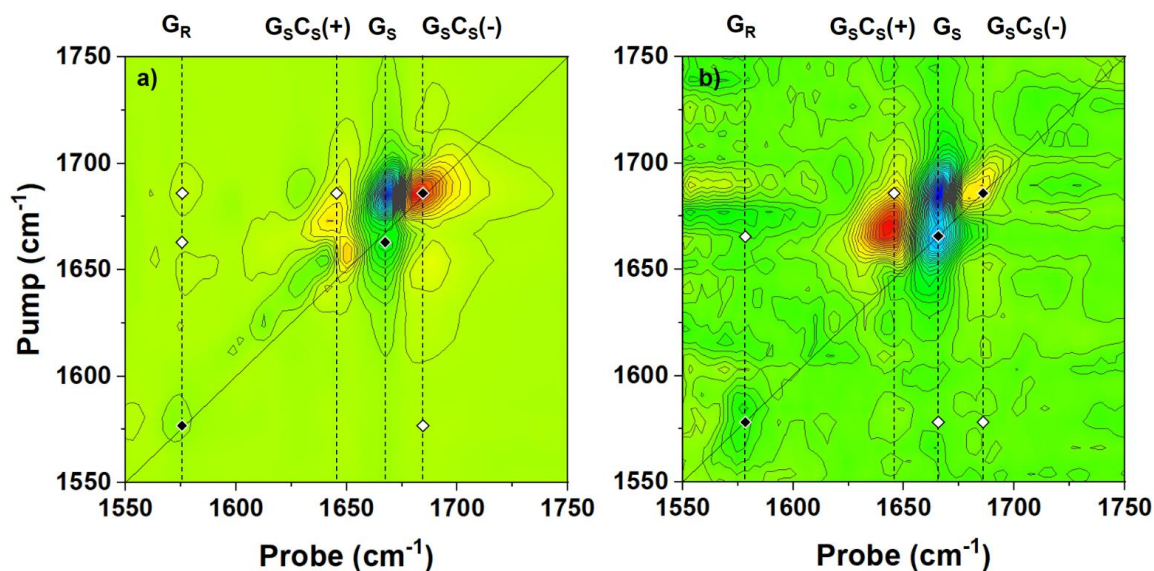 G_R G_SC_S(+) G_S G_SC_S(-)
G_R G_SC_S(+) G_S G_SC_S(-)
a)
b)
1750
1700
1650
1600
1550
1750
1700
1650
1600
1550
Pump (cm⁻¹)
1550 1600 1650 1700 1750
1550 1600 1650 1700 1750
Probe (cm⁻¹)
Probe (cm⁻¹)